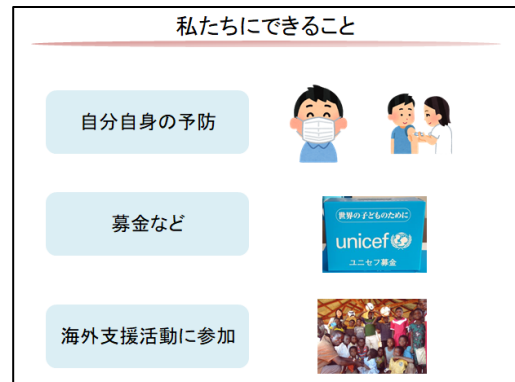 私たちにできること
自分自身の予防
募金など
世界の子どものために
unicef
ユニセフ募金
海外支援活動に参加